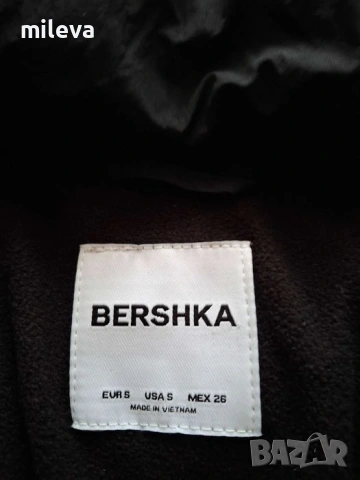 mileva
BERSHKA
EUR S USA S MEX 26
MADE IN VIETNAM
BAZAR